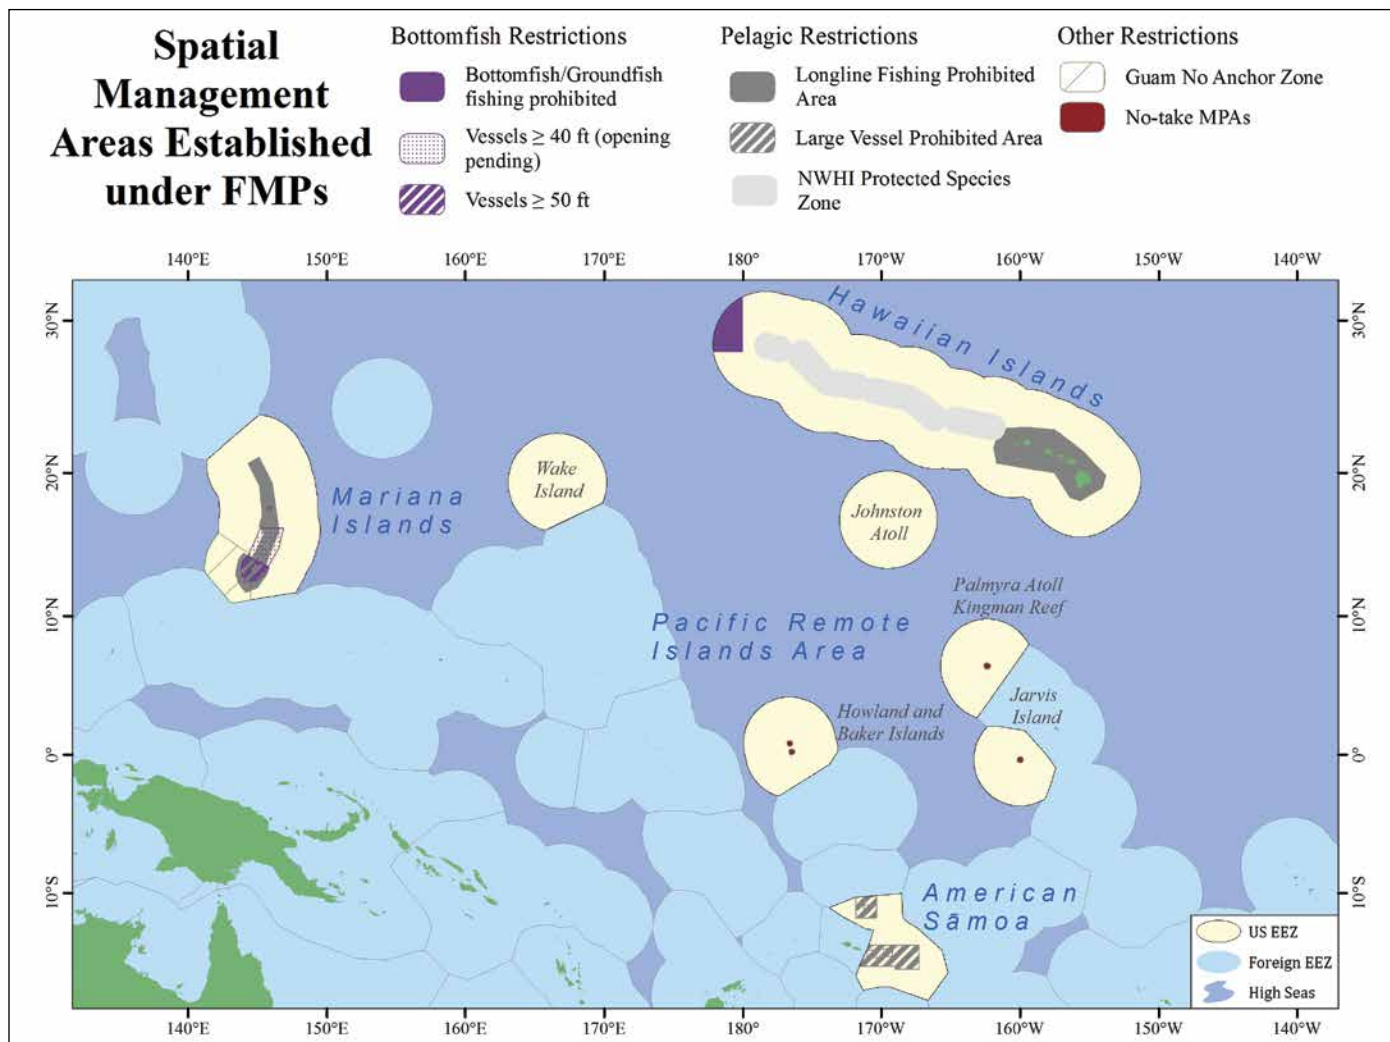 Spatial
Management
Areas Established
under FMPs
Bottomfish Restrictions
Bottomfish/Groundfish
fishing prohibited
Vessels ≥ 40 ft (opening
pending)
Vessels ≥ 50 ft
Pelagic Restrictions
Longline Fishing Prohibited
Area
Large Vessel Prohibited Area
NWHI Protected Species
Zone
Other Restrictions
Guam No Anchor Zone
No-take MPAs
140°E
150°E
160°E
170°E
180°
170°W
160°W
150°W
140°W
30°N
20°N
10°N
0°
10°S
30°N
20°N
10°N
0°
10°S
Hawaiian Islands
Mariana
Islands
Wake
Island
Johnston
Atoll
Palmyra Atoll
Kingman Reef
Pacific Remote
Islands Area
Jarvis
Island
Howland and
Baker Islands
American
Sāmoa
US EEZ
Foreign EEZ
High Seas
140°E
150°E
160°E
170°E
180°
170°W
160°W
150°W
140°W